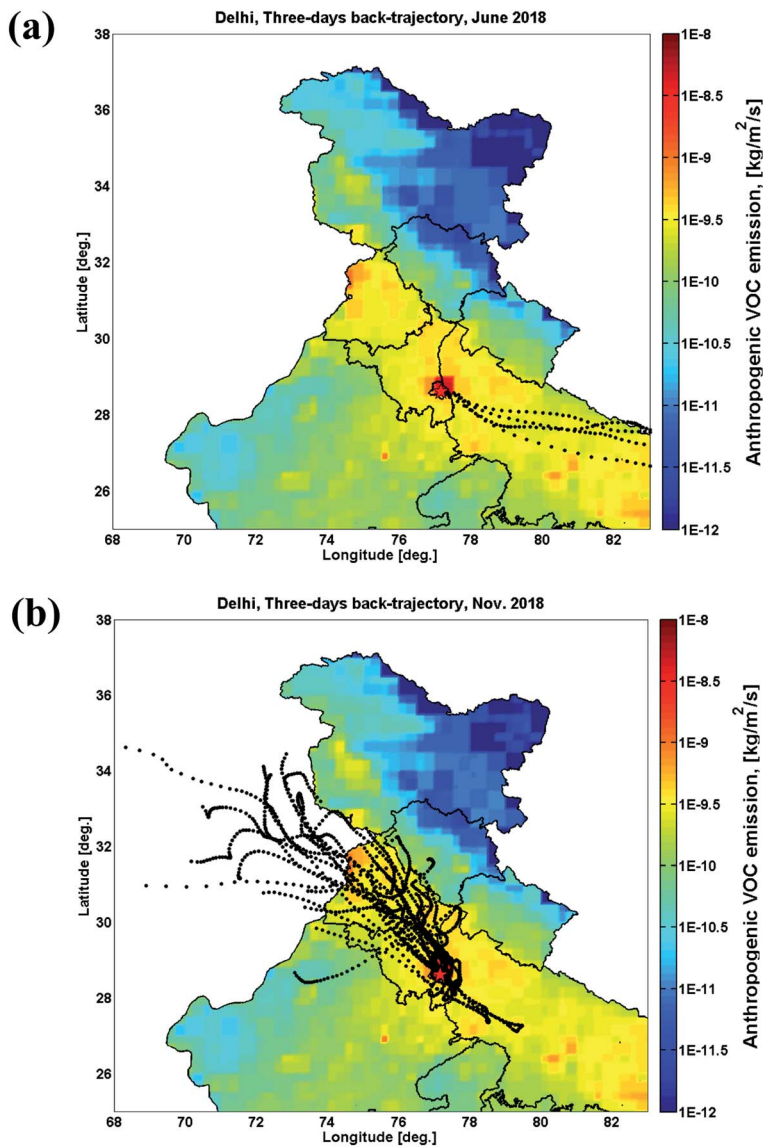 (a)
Delhi, Three-days back-trajectory, June 2018
38
36
34
32
30
28
26
Latitude [deg.]
68 70 72 74 76 78 80 82
Longitude [deg.]
1E-8
1E-8.5
1E-9
1E-9.5
1E-10
1E-10.5
1E-11
1E-11.5
1E-12
Anthropogenic VOC emission, [kg/m²/s]
(b)
Delhi, Three-days back-trajectory, Nov. 2018
38
36
34
32
30
28
26
Latitude [deg.]
68 70 72 74 76 78 80 82
Longitude [deg.]
1E-8
1E-8.5
1E-9
1E-9.5
1E-10
1E-10.5
1E-11
1E-11.5
1E-12
Anthropogenic VOC emission, [kg/m²/s]